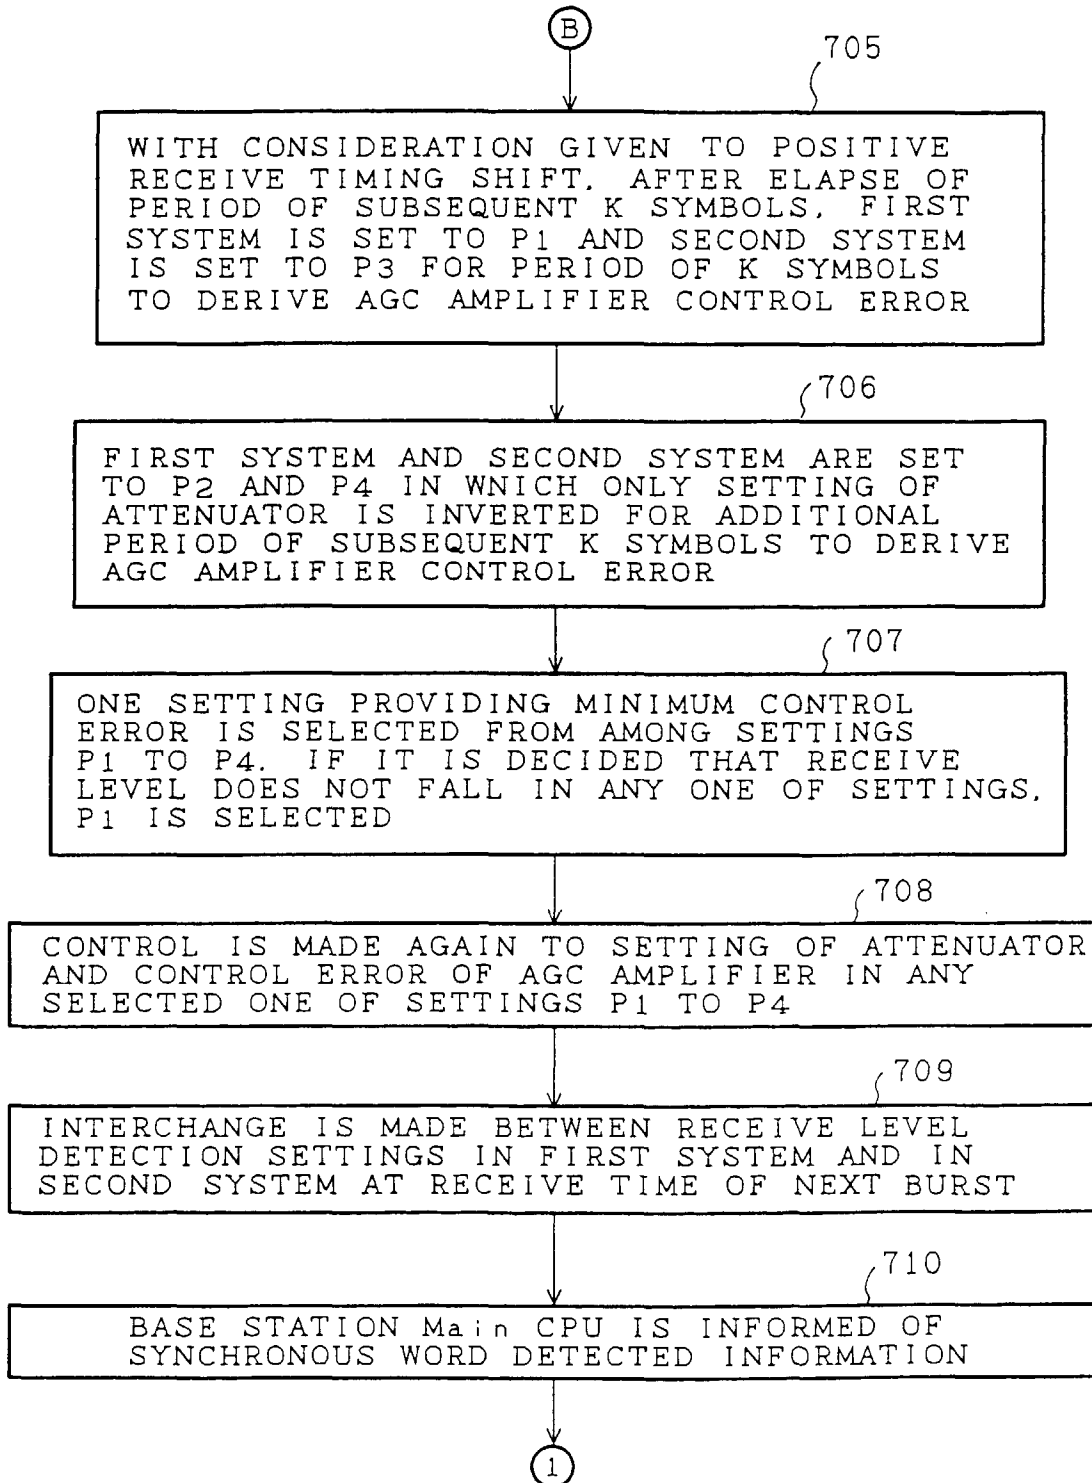 B
705
WITH CONSIDERATION GIVEN TO POSITIVE
RECEIVE TIMING SHIFT, AFTER ELAPSE OF
PERIOD OF SUBSEQUENT K SYMBOLS, FIRST
SYSTEM IS SET TO P1 AND SECOND SYSTEM
IS SET TO P3 FOR PERIOD OF K SYMBOLS
TO DERIVE AGC AMPLIFIER CONTROL ERROR
706
FIRST SYSTEM AND SECOND SYSTEM ARE SET
TO P2 AND P4 IN WNICH ONLY SETTING OF
ATTENUATOR IS INVERTED FOR ADDITIONAL
PERIOD OF SUBSEQUENT K SYMBOLS TO DERIVE
AGC AMPLIFIER CONTROL ERROR
707
ONE SETTING PROVIDING MINIMUM CONTROL
ERROR IS SELECTED FROM AMONG SETTINGS
P1 TO P4. IF IT IS DECIDED THAT RECEIVE
LEVEL DOES NOT FALL IN ANY ONE OF SETTINGS,
P1 IS SELECTED
708
CONTROL IS MADE AGAIN TO SETTING OF ATTENUATOR
AND CONTROL ERROR OF AGC AMPLIFIER IN ANY
SELECTED ONE OF SETTINGS P1 TO P4
709
INTERCHANGE IS MADE BETWEEN RECEIVE LEVEL
DETECTION SETTINGS IN FIRST SYSTEM AND IN
SECOND SYSTEM AT RECEIVE TIME OF NEXT BURST
710
BASE STATION Main CPU IS INFORMED OF
SYNCHRONOUS WORD DETECTED INFORMATION
1